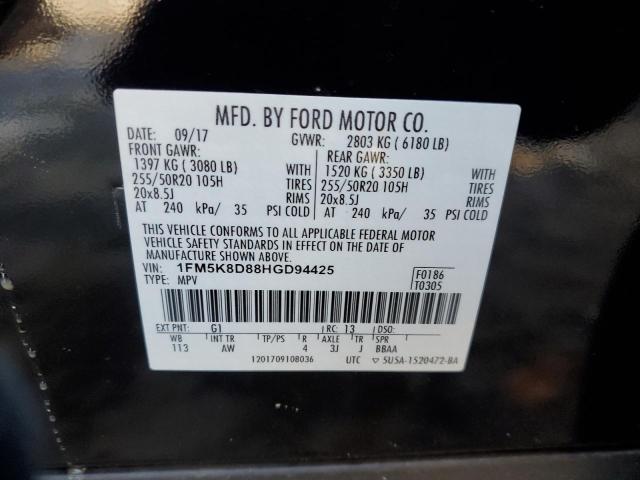 MFD. BY FORD MOTOR CO.
DATE: 09/17 GVWR: 2803 KG ( 6180 LB)
FRONT GAWR: REAR GAWR:
1397 KG ( 3080 LB) 1520 KG ( 3350 LB)
255/50R20 105H TIRES 255/50R20 105H TIRES
20x8.5J RIMS 20x8.5J RIMS
AT 240 kPa/ 35 PSI COLD AT 240 kPa/ 35 PSI COLD
THIS VEHICLE CONFORMS TO ALL APPLICABLE FEDERAL MOTOR
VEHICLE SAFETY STANDARDS IN EFFECT ON THE DATE OF
MANUFACTURE SHOWN ABOVE.
VIN: 1FM5K8D88HGD94425 F0186
TYPE: MPV T0305
EXT PNT: G1 RC: 13 DSO:
WB INT TR TP/PS R AXLE TR SPR
113 AW 4 3J J BBAA
1201709108036 UTC ▽ 5U5A-1520472-BA